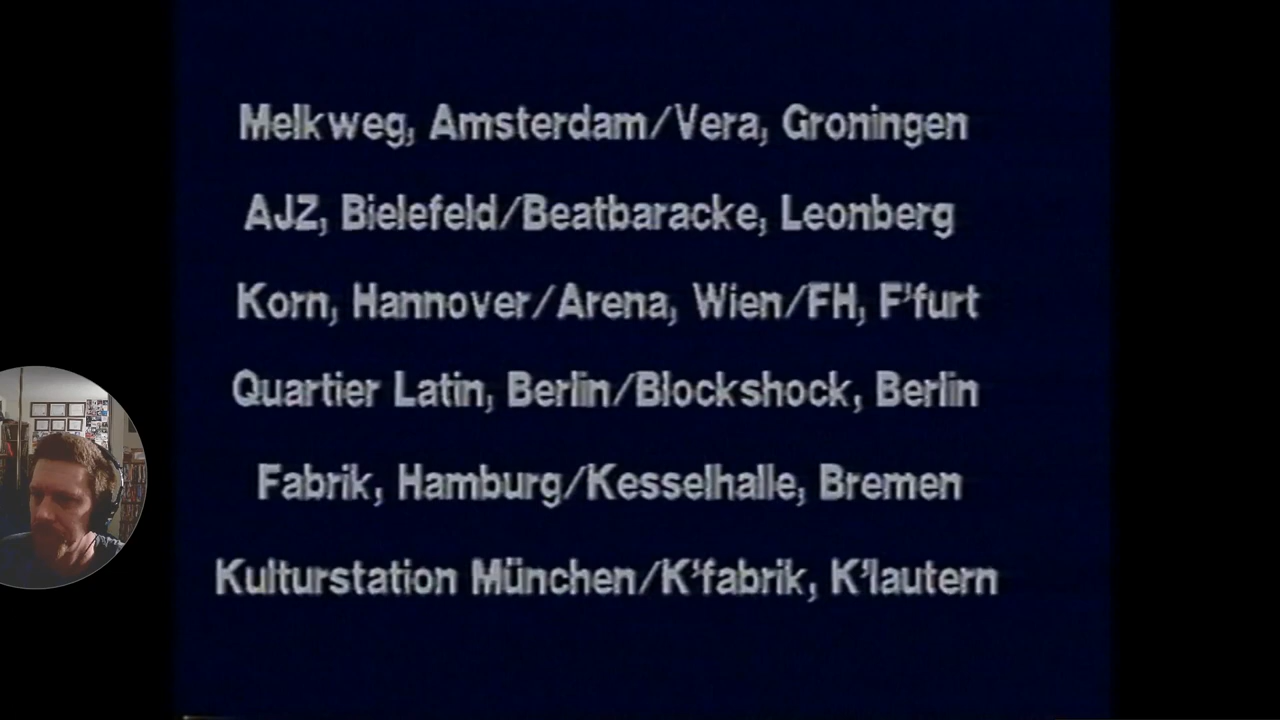 Melkweg, Amsterdam/Vera, Groningen
AJZ, Bielefeld/Beatbaracke, Leonberg
Korn, Hannover/Arena, Wien/FH, F'furt
Quartier Latin, Berlin/Blockshock, Berlin
Fabrik, Hamburg/Kesselhalle, Bremen
Kulturstation München/K'fabrik, K'lautern